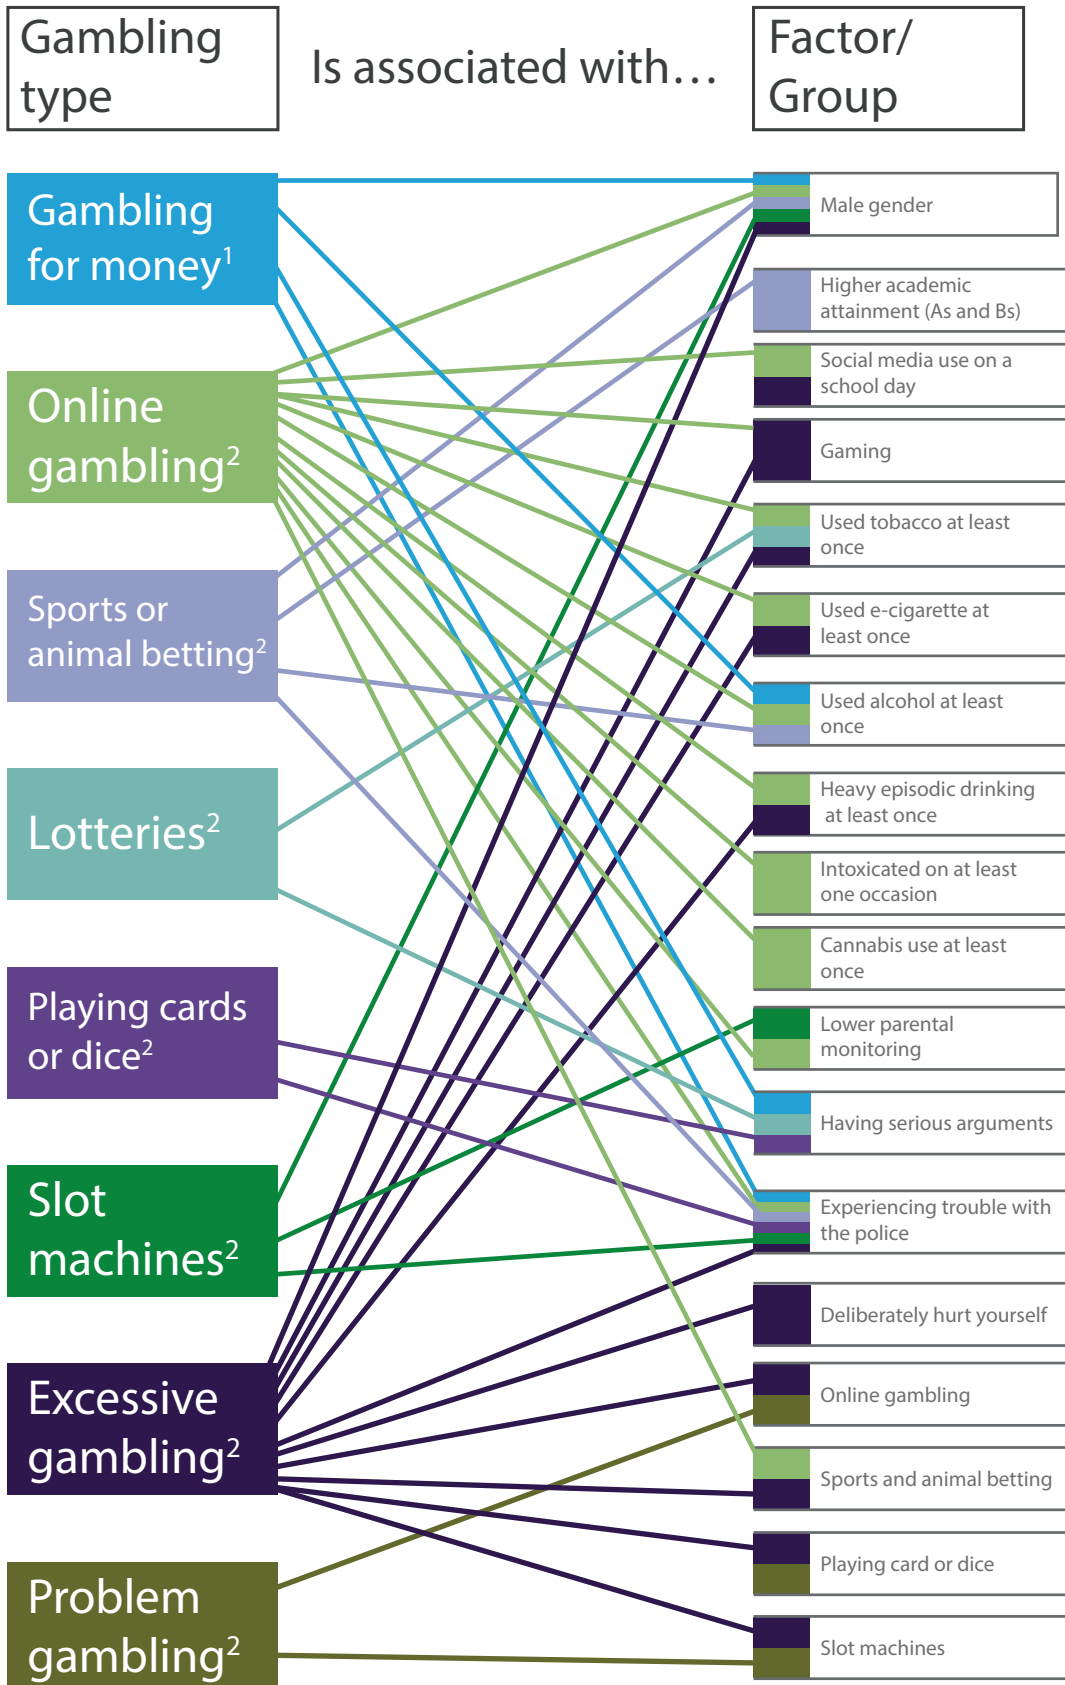 Gambling
type
Is associated with…
Factor/
Group
Gambling
for money¹
Online
gambling²
Sports or
animal betting²
Lotteries²
Playing cards
or dice²
Slot
machines²
Excessive
gambling²
Problem
gambling²
Male gender
Higher academic
attainment (As and Bs)
Social media use on a
school day
Gaming
Used tobacco at least
once
Used e-cigarette at
least once
Used alcohol at least
once
Heavy episodic drinking
at least once
Intoxicated on at least
one occasion
Cannabis use at least
once
Lower parental
monitoring
Having serious arguments
Experiencing trouble with
the police
Deliberately hurt yourself
Online gambling
Sports and animal betting
Playing card or dice
Slot machines